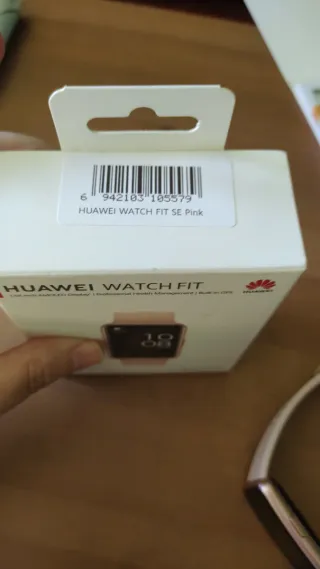 6 942103 105579
HUAWEI WATCH FIT SE Pink
HUAWEI WATCH FIT
HUAWEI
10
08